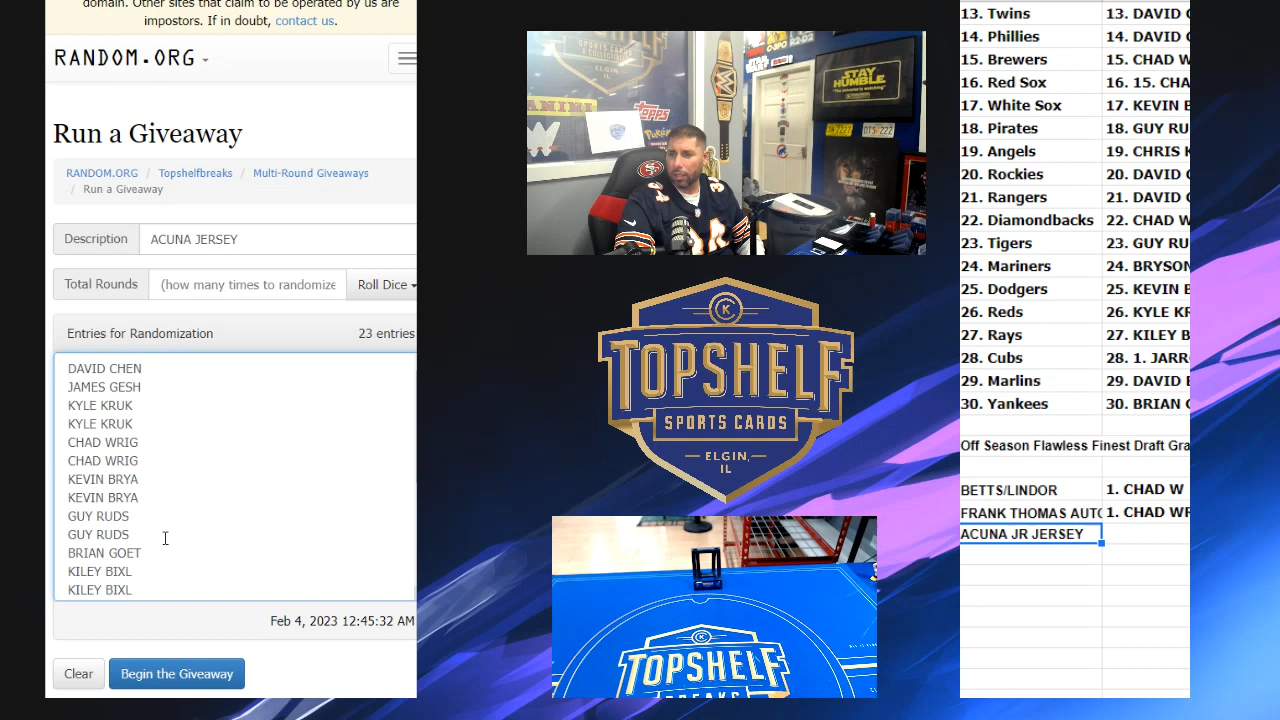 domain. Other sites that claim to be operated by us are
impostors. If in doubt, contact us.
RANDOM.ORG
Run a Giveaway
RANDOM.ORG / Topshelfbreaks / Multi-Round Giveaways
/ Run a Giveaway
Description ACUNA JERSEY
Total Rounds (how many times to randomize Roll Dice
Entries for Randomization 23 entries
DAVID CHEN
JAMES GESH
KYLE KRUK
KYLE KRUK
CHAD WRIG
CHAD WRIG
KEVIN BRYA
KEVIN BRYA
GUY RUDS
GUY RUDS
BRIAN GOET
KILEY BIXL
KILEY BIXL
Feb 4, 2023 12:45:32 AM
Clear Begin the Giveaway
SPORTS CARDS
ELGIN,
IL
PANINI
TOPPS
STAY
HUMBLE
TOPSHELF
SPORTS CARDS
ELGIN,
IL
TOPSHELF
BREAKS
13. Twins 13. DAVID C
14. Phillies 14. DAVID C
15. Brewers 15. CHAD W
16. Red Sox 16. 15. CHA
17. White Sox 17. KEVIN B
18. Pirates 18. GUY RU
19. Angels 19. CHRIS K
20. Rockies 20. DAVID C
21. Rangers 21. DAVID C
22. Diamondbacks 22. CHAD W
23. Tigers 23. GUY RU
24. Mariners 24. BRYSON
25. Dodgers 25. KEVIN B
26. Reds 26. KYLE KR
27. Rays 27. KILEY B
28. Cubs 28. 1. JARR
29. Marlins 29. DAVID E
30. Yankees 30. BRIAN G
Off Season Flawless Finest Draft Gra
BETTS/LINDOR 1. CHAD W
FRANK THOMAS AUTO 1. CHAD WR
ACUNA JR JERSEY